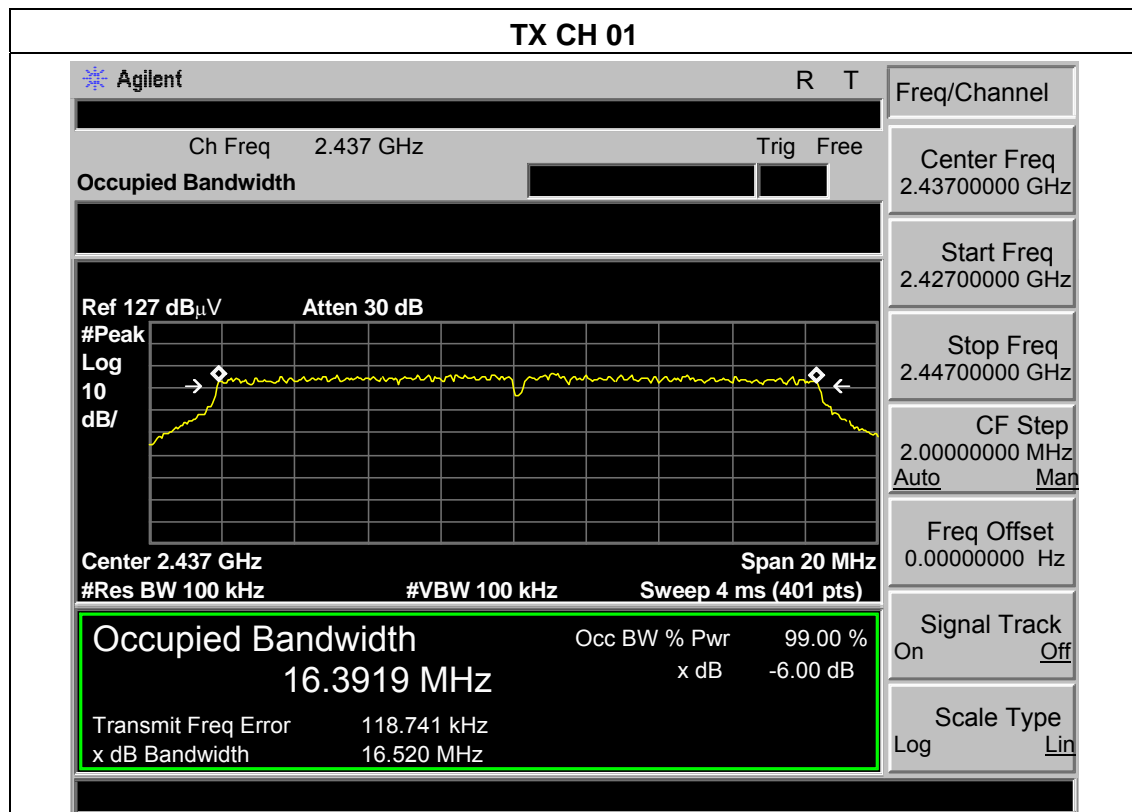 TX CH 01
Agilent
R T
Ch Freq 2.437 GHz
Trig Free
Occupied Bandwidth
Ref 127 dBμV
Atten 30 dB
#Peak
Log
10
dB/
Center 2.437 GHz
Span 20 MHz
#Res BW 100 kHz
#VBW 100 kHz
Sweep 4 ms (401 pts)
Occupied Bandwidth
16.3919 MHz
Occ BW % Pwr 99.00 %
x dB -6.00 dB
Transmit Freq Error 118.741 kHz
x dB Bandwidth 16.520 MHz
Freq/Channel
Center Freq
2.43700000 GHz
Start Freq
2.42700000 GHz
Stop Freq
2.44700000 GHz
CF Step
2.00000000 MHz
Auto Man
Freq Offset
0.00000000 Hz
Signal Track
On Off
Scale Type
Log Lin